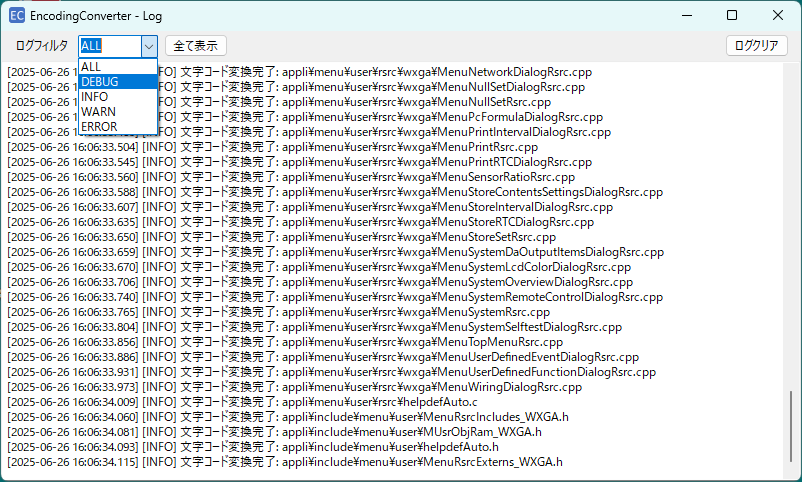 EC EncodingConverter - Log
ログフィルタ ALL 全て表示 ログクリア
ALL
DEBUG
INFO
WARN
ERROR
[2025-06-26 1 INFO] 文字コード変換完了: appli¥menu¥user¥rsrc¥wxga¥MenuNetworkDialogRsrc.cpp
[2025-06-26 1 INFO] 文字コード変換完了: appli¥menu¥user¥rsrc¥wxga¥MenuNullSetDialogRsrc.cpp
[2025-06-26 1 INFO] 文字コード変換完了: appli¥menu¥user¥rsrc¥wxga¥MenuNullSetRsrc.cpp
[2025-06-26 1 INFO] 文字コード変換完了: appli¥menu¥user¥rsrc¥wxga¥MenuPcFormulaDialogRsrc.cpp
[2025-06-26 INFO] 文字コード変換完了: appli¥menu¥user¥rsrc¥wxga¥MenuPrintIntervalDialogRsrc.cpp
[2025-06-26 16:06:33.504] [INFO] 文字コード変換完了: appli¥menu¥user¥rsrc¥wxga¥MenuPrintRsrc.cpp
[2025-06-26 16:06:33.545] [INFO] 文字コード変換完了: appli¥menu¥user¥rsrc¥wxga¥MenuPrintRTCDialogRsrc.cpp
[2025-06-26 16:06:33.560] [INFO] 文字コード変換完了: appli¥menu¥user¥rsrc¥wxga¥MenuSensorRatioRsrc.cpp
[2025-06-26 16:06:33.588] [INFO] 文字コード変換完了: appli¥menu¥user¥rsrc¥wxga¥MenuStoreContentsSettingsDialogRsrc.cpp
[2025-06-26 16:06:33.607] [INFO] 文字コード変換完了: appli¥menu¥user¥rsrc¥wxga¥MenuStoreIntervalDialogRsrc.cpp
[2025-06-26 16:06:33.635] [INFO] 文字コード変換完了: appli¥menu¥user¥rsrc¥wxga¥MenuStoreRTCDialogRsrc.cpp
[2025-06-26 16:06:33.650] [INFO] 文字コード変換完了: appli¥menu¥user¥rsrc¥wxga¥MenuStoreSetRsrc.cpp
[2025-06-26 16:06:33.659] [INFO] 文字コード変換完了: appli¥menu¥user¥rsrc¥wxga¥MenuSystemDaOutputItemsDialogRsrc.cpp
[2025-06-26 16:06:33.670] [INFO] 文字コード変換完了: appli¥menu¥user¥rsrc¥wxga¥MenuSystemLcdColorDialogRsrc.cpp
[2025-06-26 16:06:33.706] [INFO] 文字コード変換完了: appli¥menu¥user¥rsrc¥wxga¥MenuSystemOverviewDialogRsrc.cpp
[2025-06-26 16:06:33.740] [INFO] 文字コード変換完了: appli¥menu¥user¥rsrc¥wxga¥MenuSystemRemoteControlDialogRsrc.cpp
[2025-06-26 16:06:33.765] [INFO] 文字コード変換完了: appli¥menu¥user¥rsrc¥wxga¥MenuSystemRsrc.cpp
[2025-06-26 16:06:33.804] [INFO] 文字コード変換完了: appli¥menu¥user¥rsrc¥wxga¥MenuSystemSelftestDialogRsrc.cpp
[2025-06-26 16:06:33.856] [INFO] 文字コード変換完了: appli¥menu¥user¥rsrc¥wxga¥MenuTopMenuRsrc.cpp
[2025-06-26 16:06:33.886] [INFO] 文字コード変換完了: appli¥menu¥user¥rsrc¥wxga¥MenuUserDefinedEventDialogRsrc.cpp
[2025-06-26 16:06:33.931] [INFO] 文字コード変換完了: appli¥menu¥user¥rsrc¥wxga¥MenuUserDefinedFunctionDialogRsrc.cpp
[2025-06-26 16:06:33.973] [INFO] 文字コード変換完了: appli¥menu¥user¥rsrc¥wxga¥MenuWiringDialogRsrc.cpp
[2025-06-26 16:06:34.009] [INFO] 文字コード変換完了: appli¥menu¥user¥rsrc¥helpdefAuto.c
[2025-06-26 16:06:34.060] [INFO] 文字コード変換完了: appli¥include¥menu¥user¥MenuRsrcIncludes_WXGA.h
[2025-06-26 16:06:34.081] [INFO] 文字コード変換完了: appli¥include¥menu¥user¥MUsrObjRam_WXGA.h
[2025-06-26 16:06:34.093] [INFO] 文字コード変換完了: appli¥include¥menu¥user¥helpdefAuto.h
[2025-06-26 16:06:34.115] [INFO] 文字コード変換完了: appli¥include¥menu¥user¥MenuRsrcExterns_WXGA.h